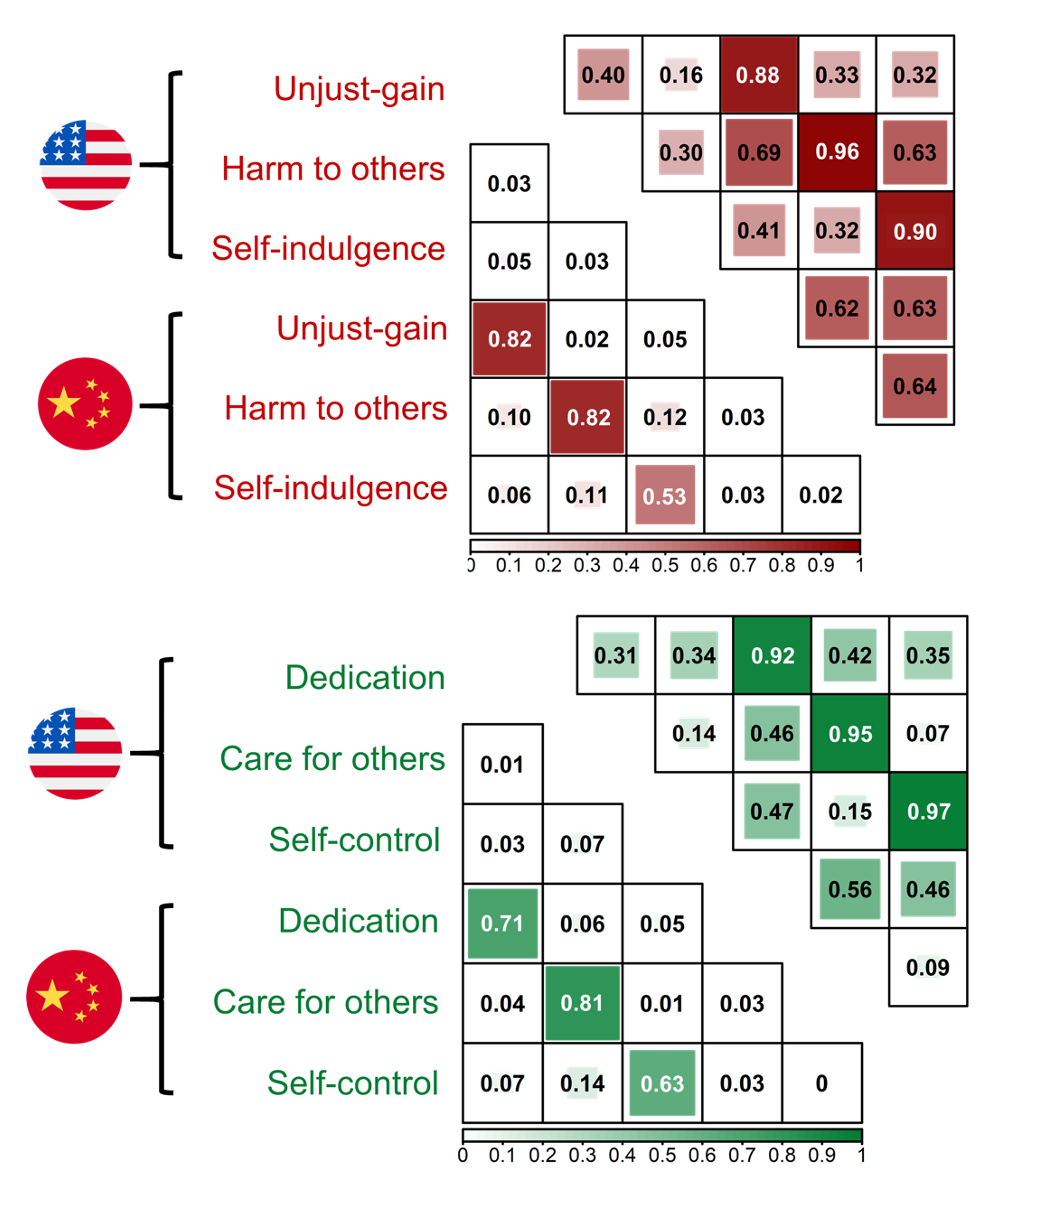 0.40 0.16 0.88 0.33 0.32
Unjust-gain
0.30 0.69 0.96 0.63
Harm to others
0.03
0.41 0.32 0.90
Self-indulgence
0.05 0.03
0.62 0.63
Unjust-gain
0.82 0.02 0.05
0.64
Harm to others
0.10 0.82 0.12 0.03
Self-indulgence
0.06 0.11 0.53 0.03 0.02
0 0.1 0.2 0.3 0.4 0.5 0.6 0.7 0.8 0.9 1
0.31 0.34 0.92 0.42 0.35
Dedication
0.14 0.46 0.95 0.07
Care for others
0.01
0.47 0.15 0.97
Self-control
0.03 0.07
0.56 0.46
Dedication
0.71 0.06 0.05
0.09
Care for others
0.04 0.81 0.01 0.03
Self-control
0.07 0.14 0.63 0.03 0
0 0.1 0.2 0.3 0.4 0.5 0.6 0.7 0.8 0.9 1